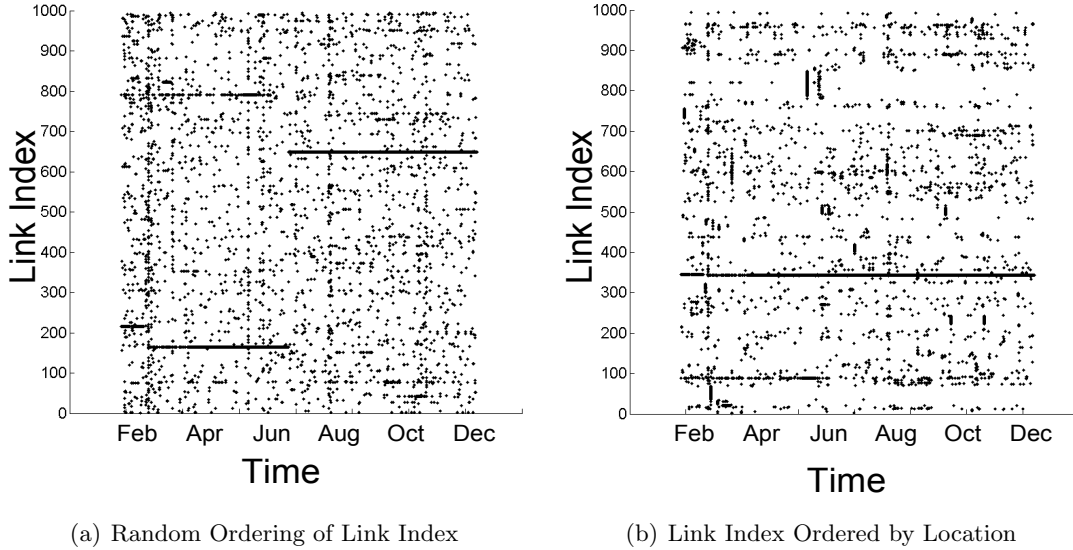 1000
900
800
700
600
500
400
300
200
100
0
Link Index
Feb Apr Jun Aug Oct Dec
Time
(a) Random Ordering of Link Index
1000
900
800
700
600
500
400
300
200
100
0
Link Index
Feb Apr Jun Aug Oct Dec
Time
(b) Link Index Ordered by Location